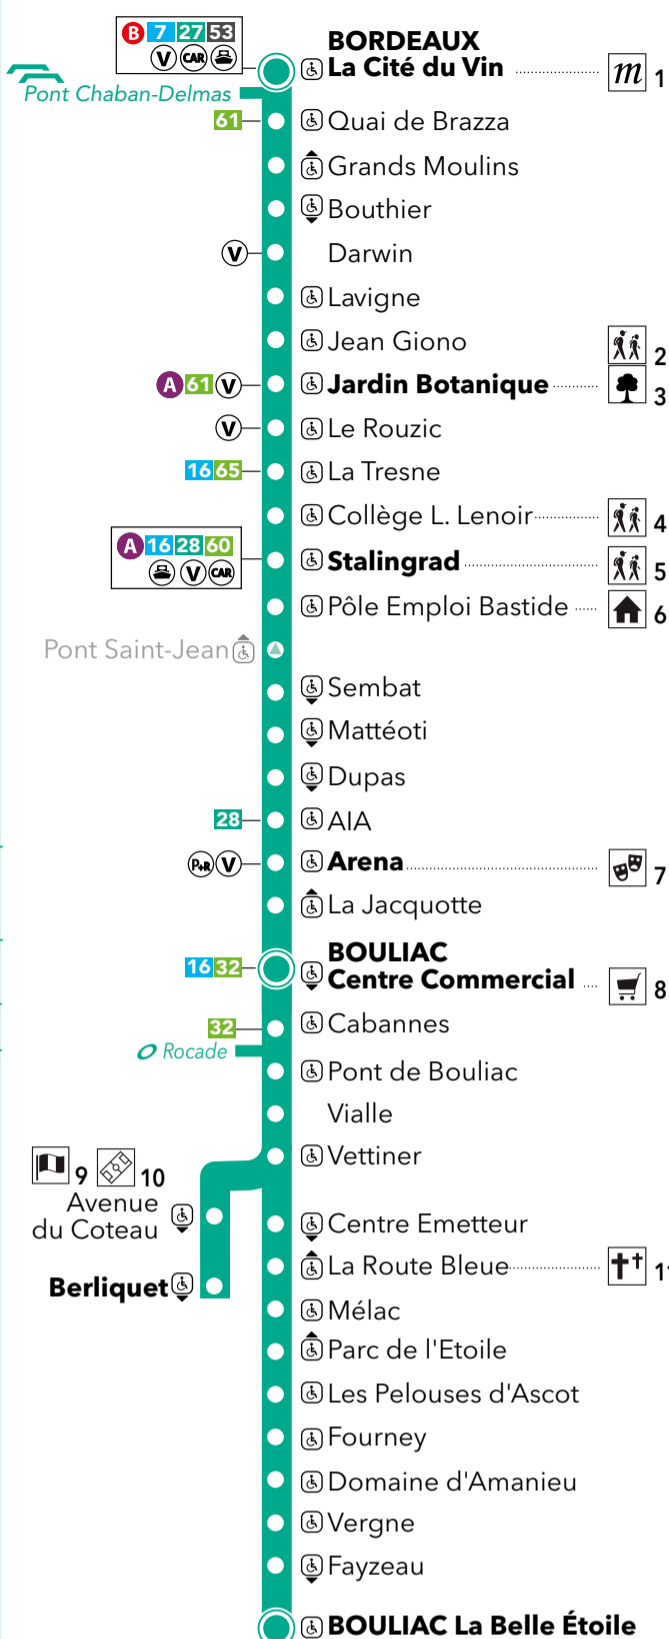 B 7 27 53
V CAR
BORDEAUX
La Cité du Vin m 1
Pont Chaban-Delmas
61 Quai de Brazza
Grands Moulins
Bouthier
V Darwin
Lavigne
Jean Giono 2
A 61 V Jardin Botanique 3
V Le Rouzic
16 65 La Tresne
Collège L. Lenoir 4
A 16 28 60
V CAR
Stalingrad 5
Pôle Emploi Bastide 6
Pont Saint-Jean
Sembat
Mattéoti
Dupas
28 AIA
P+R V Arena 7
La Jacquotte
BOULIAC
16 32 Centre Commercial 8
32 Cabannes
Rocade
Pont de Bouliac
Vialle
Vettiner
9 10
Avenue
du Coteau
Centre Emetteur
La Route Bleue
Berliquet
Mélac
Parc de l'Etoile
Les Pelouses d'Ascot
Fourney
Domaine d'Amanieu
Vergne
Fayzeau
BOULIAC La Belle Étoile